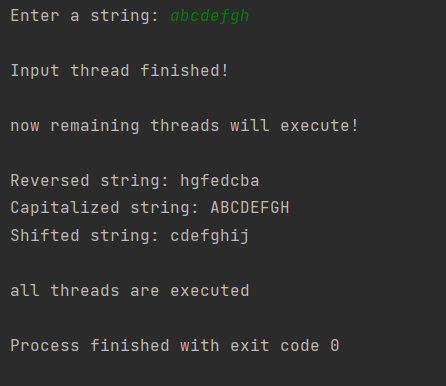 Enter a string: abcdefgh
Input thread finished!
now remaining threads will execute!
Reversed string: hgfedcba
Capitalized string: ABCDEFGH
Shifted string: cdefghij
all threads are executed
Process finished with exit code 0